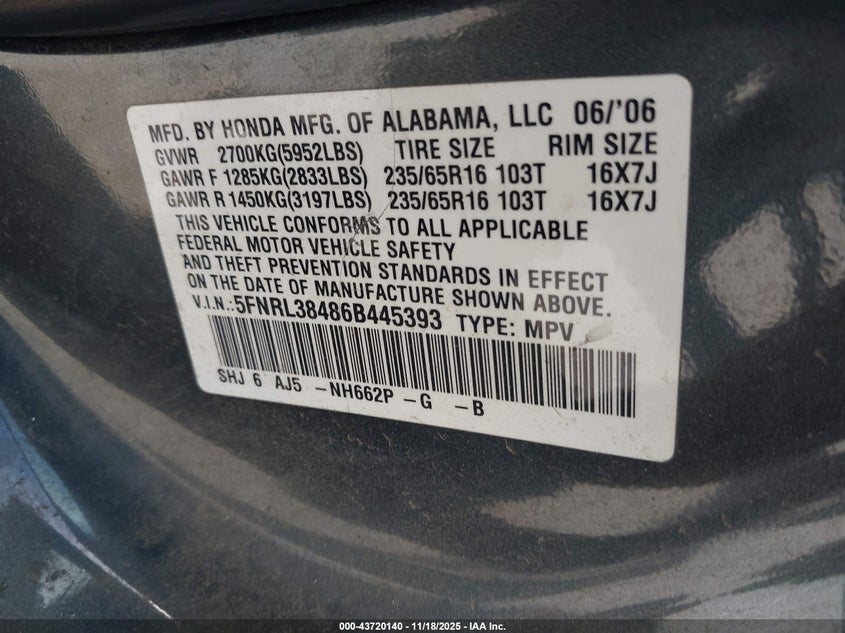 MFD. BY HONDA MFG. OF ALABAMA, LLC 06/'06
GVWR 2700KG(5952LBS) TIRE SIZE RIM SIZE
GAWR F 1285KG(2833LBS) 235/65R16 103T 16X7J
GAWR R 1450KG(3197LBS) 235/65R16 103T 16X7J
THIS VEHICLE CONFORMS TO ALL APPLICABLE
FEDERAL MOTOR VEHICLE SAFETY
AND THEFT PREVENTION STANDARDS IN EFFECT
ON THE DATE OF MANUFACTURE SHOWN ABOVE.
V.I.N.:5FNRL38486B445393 TYPE: MPV
SHJ 6 AJ5 -NH662P -G -B
000-43720140 - 11/18/2025 - IAA Inc.